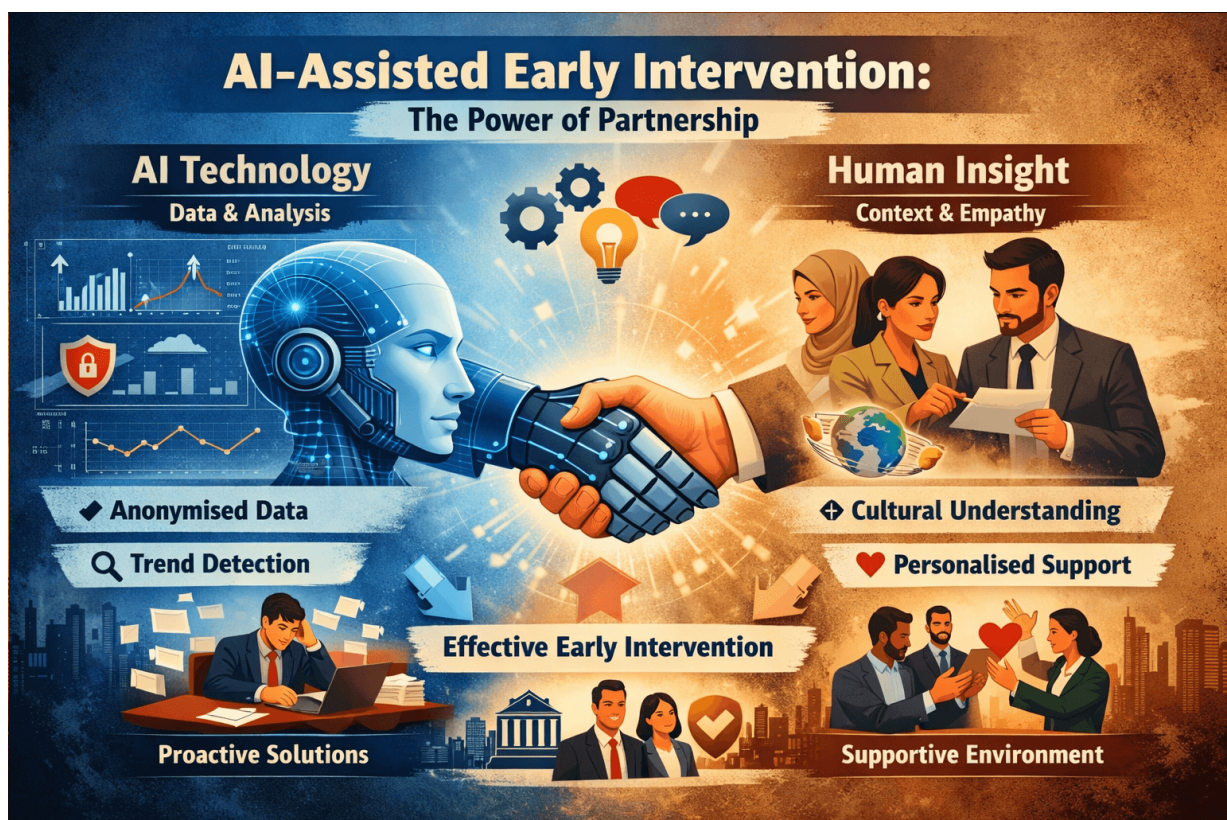 AI-Assisted Early Intervention:
The Power of Partnership
AI Technology
Data & Analysis
Human Insight
Context & Empathy
Anonymised Data
Trend Detection
Cultural Understanding
Personalised Support
Effective Early Intervention
Proactive Solutions
Supportive Environment